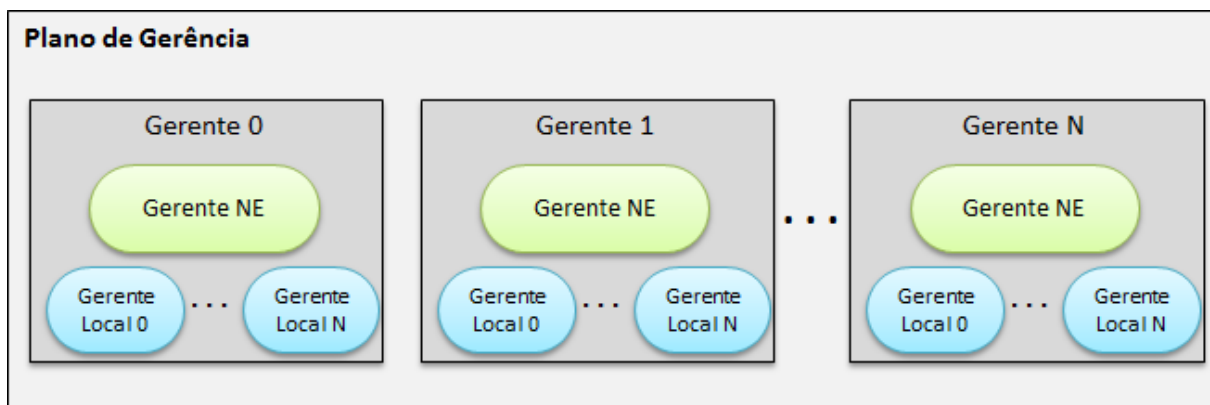 Plano de Gerência
Gerente 0
Gerente 1
Gerente N
Gerente NE
Gerente NE
. . .
Gerente NE
Gerente
Local 0
. . .
Gerente
Local N
Gerente
Local 0
. . .
Gerente
Local N
Gerente
Local 0
. . .
Gerente
Local N